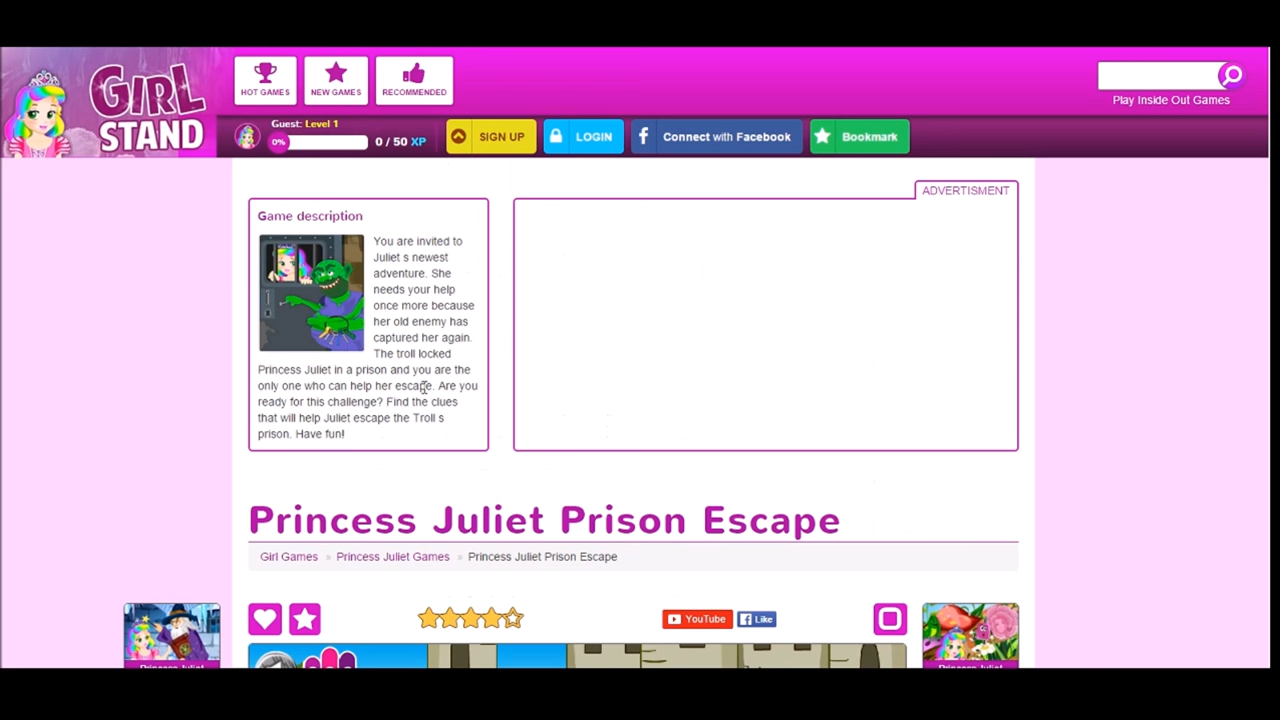 GIRL
STAND
HOT GAMES
NEW GAMES
RECOMMENDED
Play Inside Out Games
Guest: Level 1
0%
0 / 50 XP
SIGN UP
LOGIN
Connect with Facebook
Bookmark
ADVERTISMENT
Game description
You are invited to
Juliet s newest
adventure. She
needs your help
once more because
her old enemy has
captured her again.
The troll locked
Princess Juliet in a prison and you are the
only one who can help her escape. Are you
ready for this challenge? Find the clues
that will help Juliet escape the Troll s
prison. Have fun!
Princess Juliet Prison Escape
Girl Games » Princess Juliet Games » Princess Juliet Prison Escape
YouTube
Like
Princess Juliet
Princess Juliet